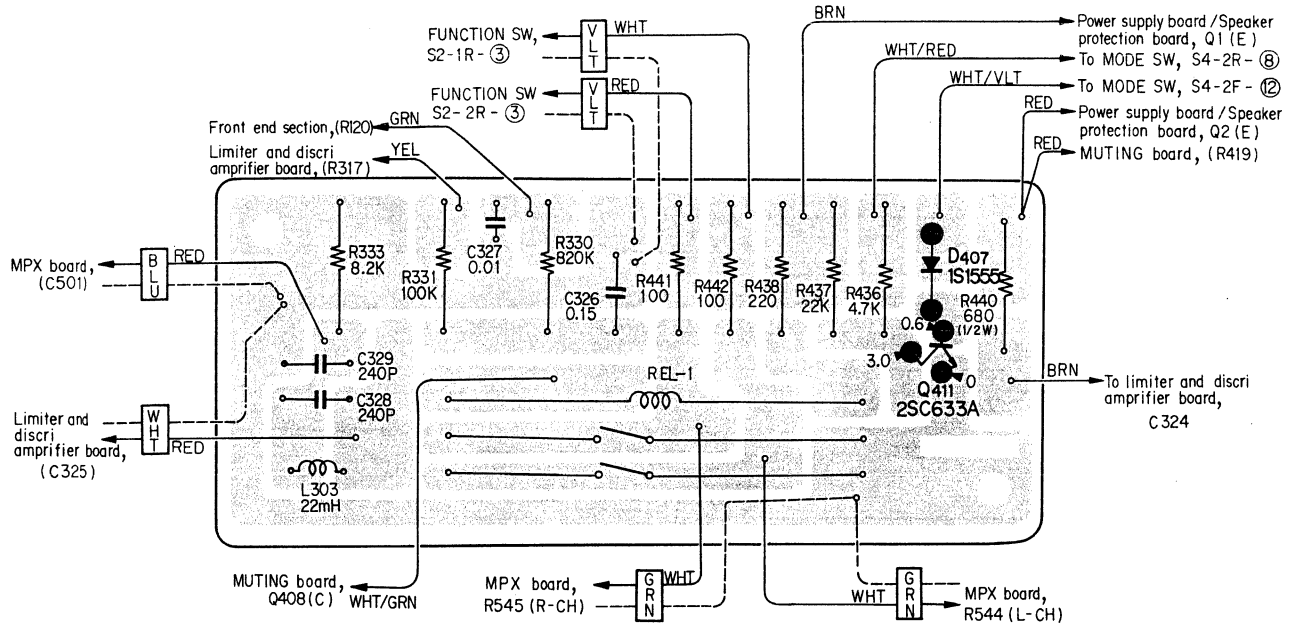 BRN
Power supply board/Speaker
protection board, Q1 (E)
FUNCTION SW,
S2-1R-③
V
L
T
WHT
WHT/RED
To MODE SW, S4-2R-⑧
WHT/VLT
To MODE SW, S4-2F-⑫
FUNCTION SW
S2-2R-③
V
L
T
RED
RED
Power supply board/Speaker
protection board, Q2 (E)
RED
MUTING board, (R419)
Front end section,(R120)
GRN
Limiter and discri
amprifier board, (R317)
YEL
MPX board,
(C501)
B
L
U
RED
R333
8.2K
R331
100K
C327
0.01
R330
820K
C326
0.15
R441
100
R442
100
R438
220
R437
22K
R436
4.7K
D407
1S1555
R440
680
(1/2W)
0.6
3.0
0
Q411
2SC633A
C329
240P
C328
240P
REL-1
BRN
To limiter and discri
amprifier board,
C324
Limiter and
discri
amprifier board,
(C325)
W
H
T
RED
L303
22mH
MUTING board,
Q408(C)
WHT/GRN
MPX board,
R545 (R-CH)
G
R
N
WHT
WHT
G
R
N
MPX board,
R544 (L-CH)